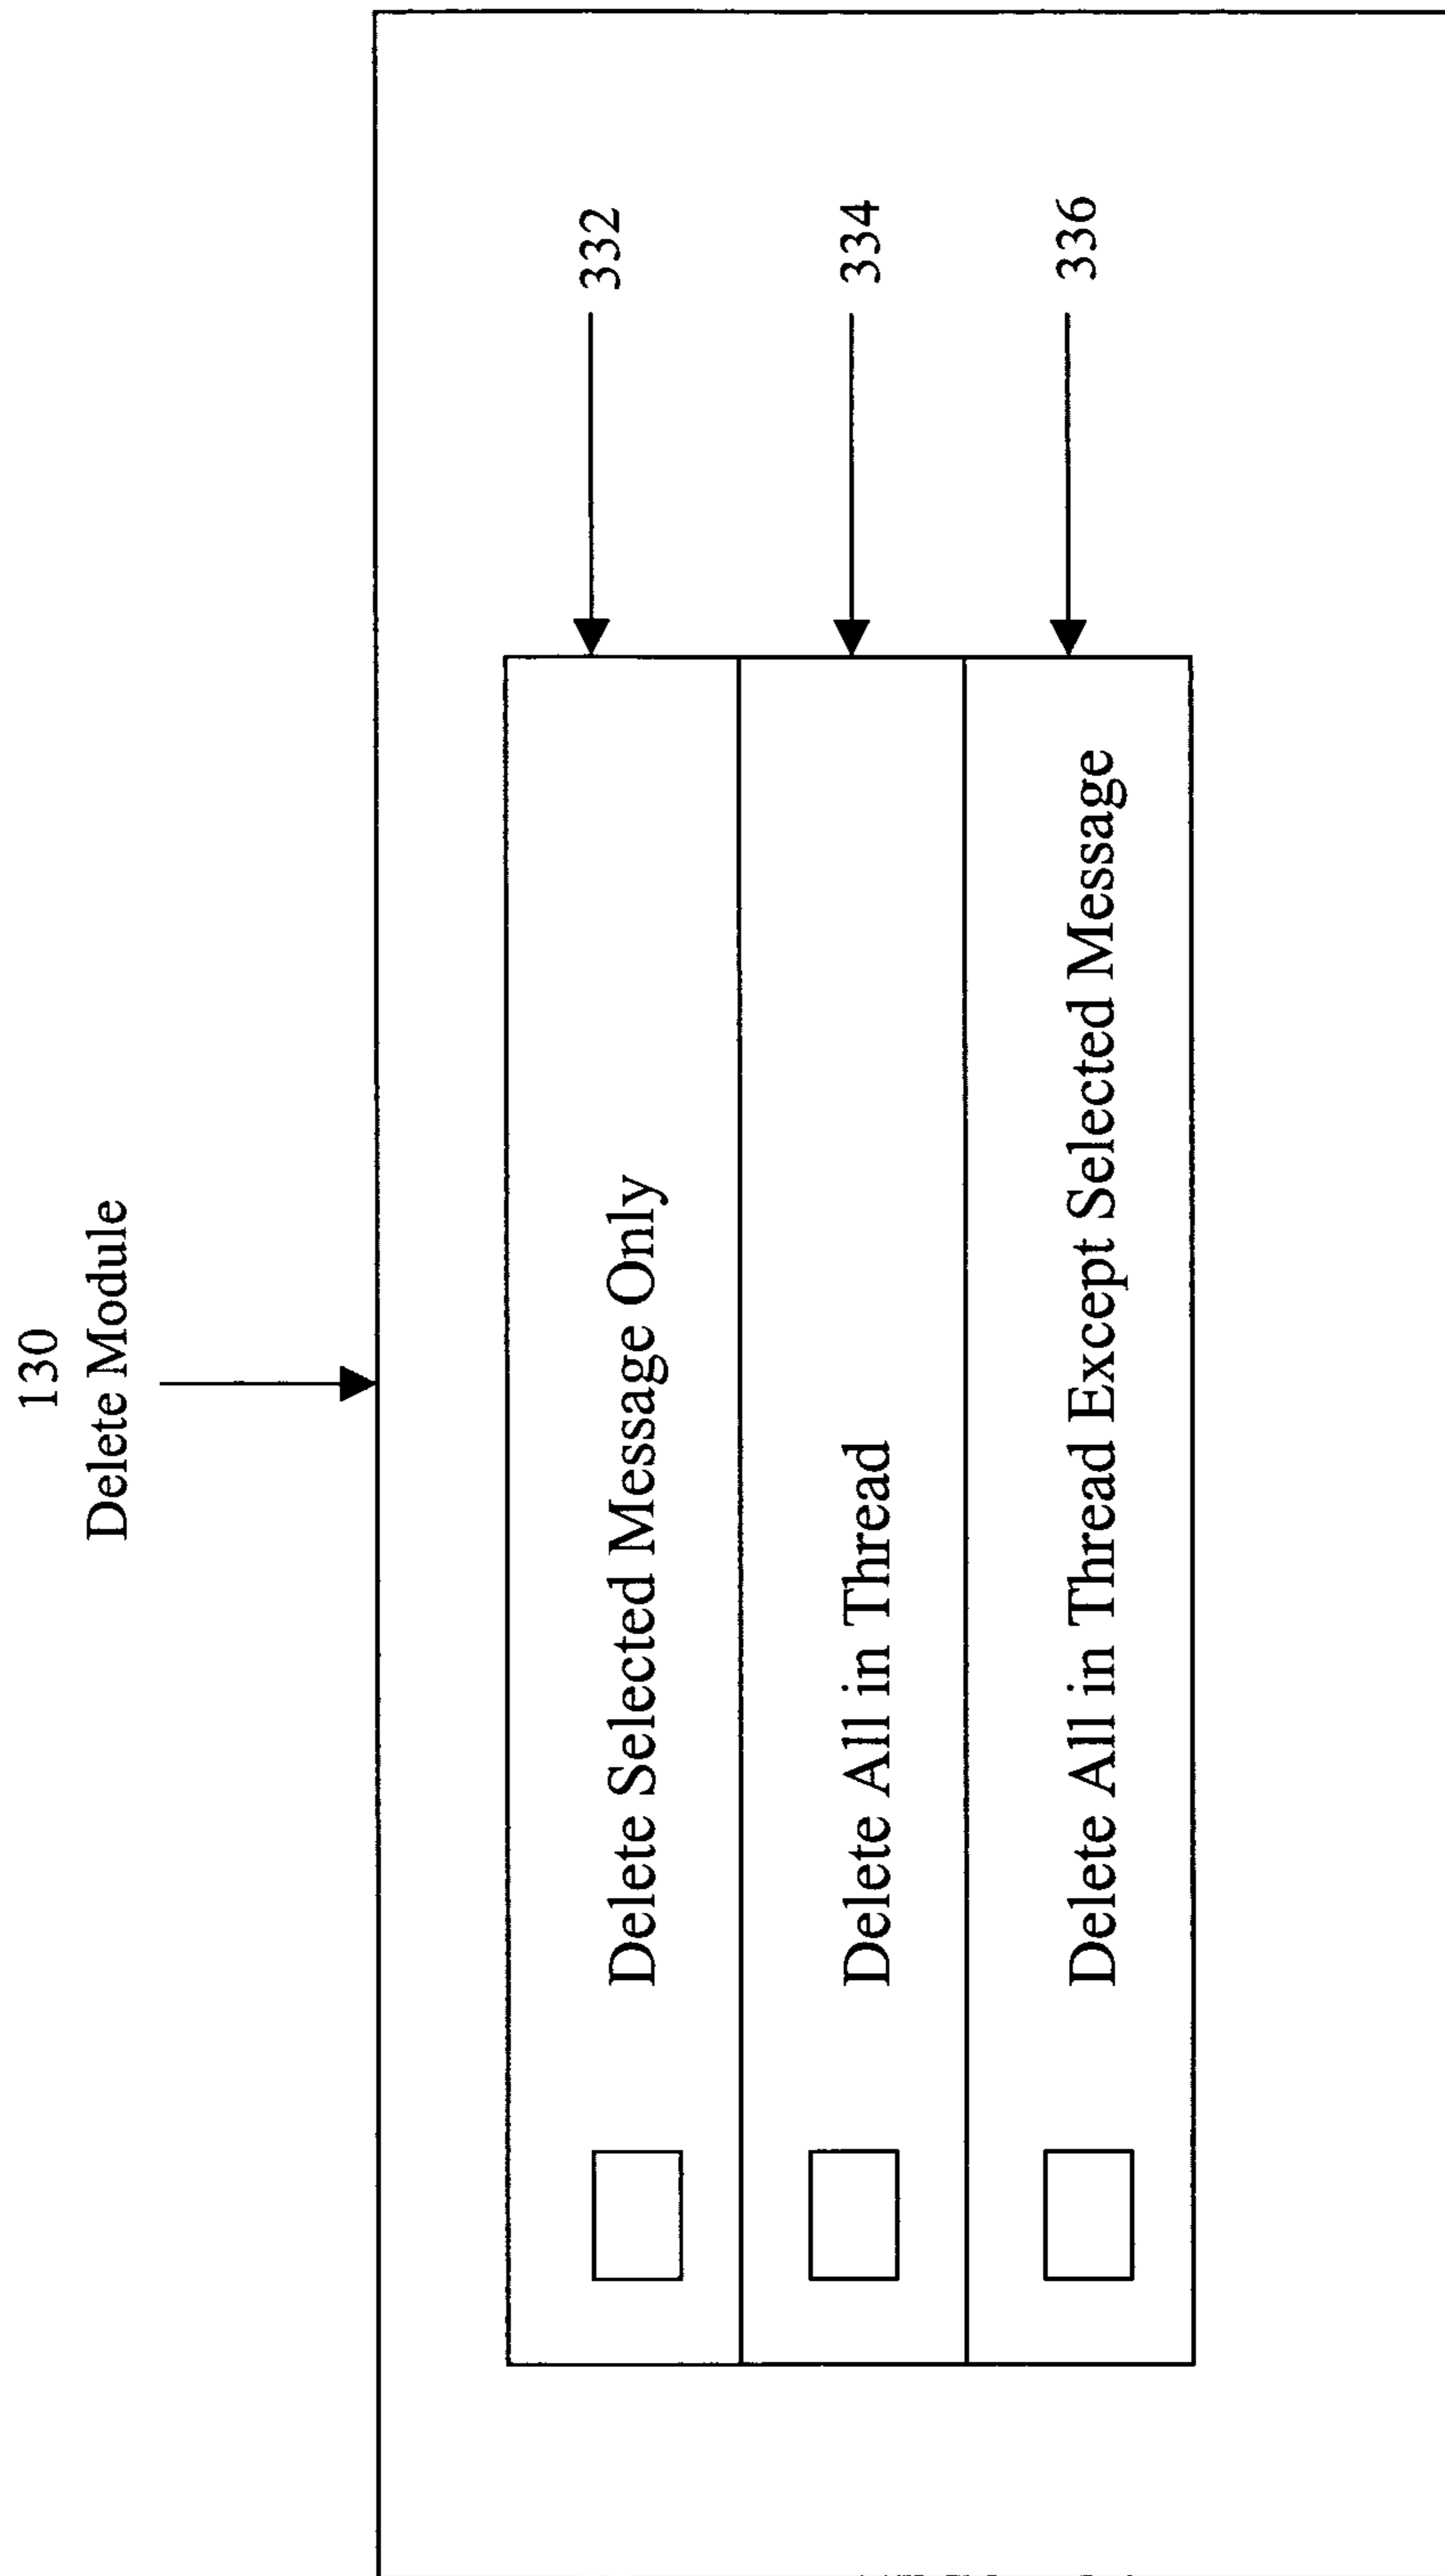 130
Delete Module
Delete Selected Message Only
332
Delete All in Thread
334
Delete All in Thread Except Selected Message
336